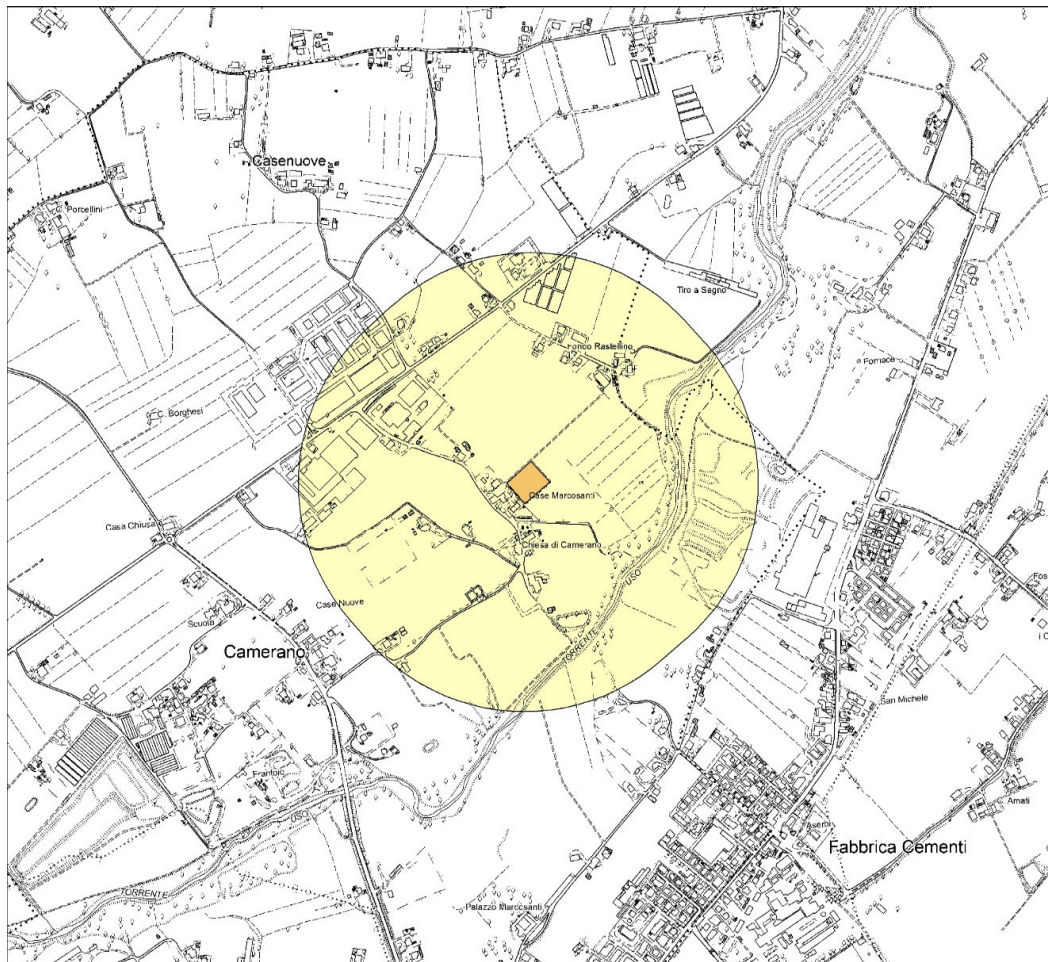 Casenuove
C. Porcellini
Tiro a Segno
Fornace
C. Borghesi
Case Marcosanti
Casa Chiusa
Chiesa di Camerano
USO
Case Nuove
Scuola
TORRENTE
Camerano
San Michele
Frantoio
USO
C. Amati
Fabbrica Cementi
TORRENTE
Palazzo Marcosanti